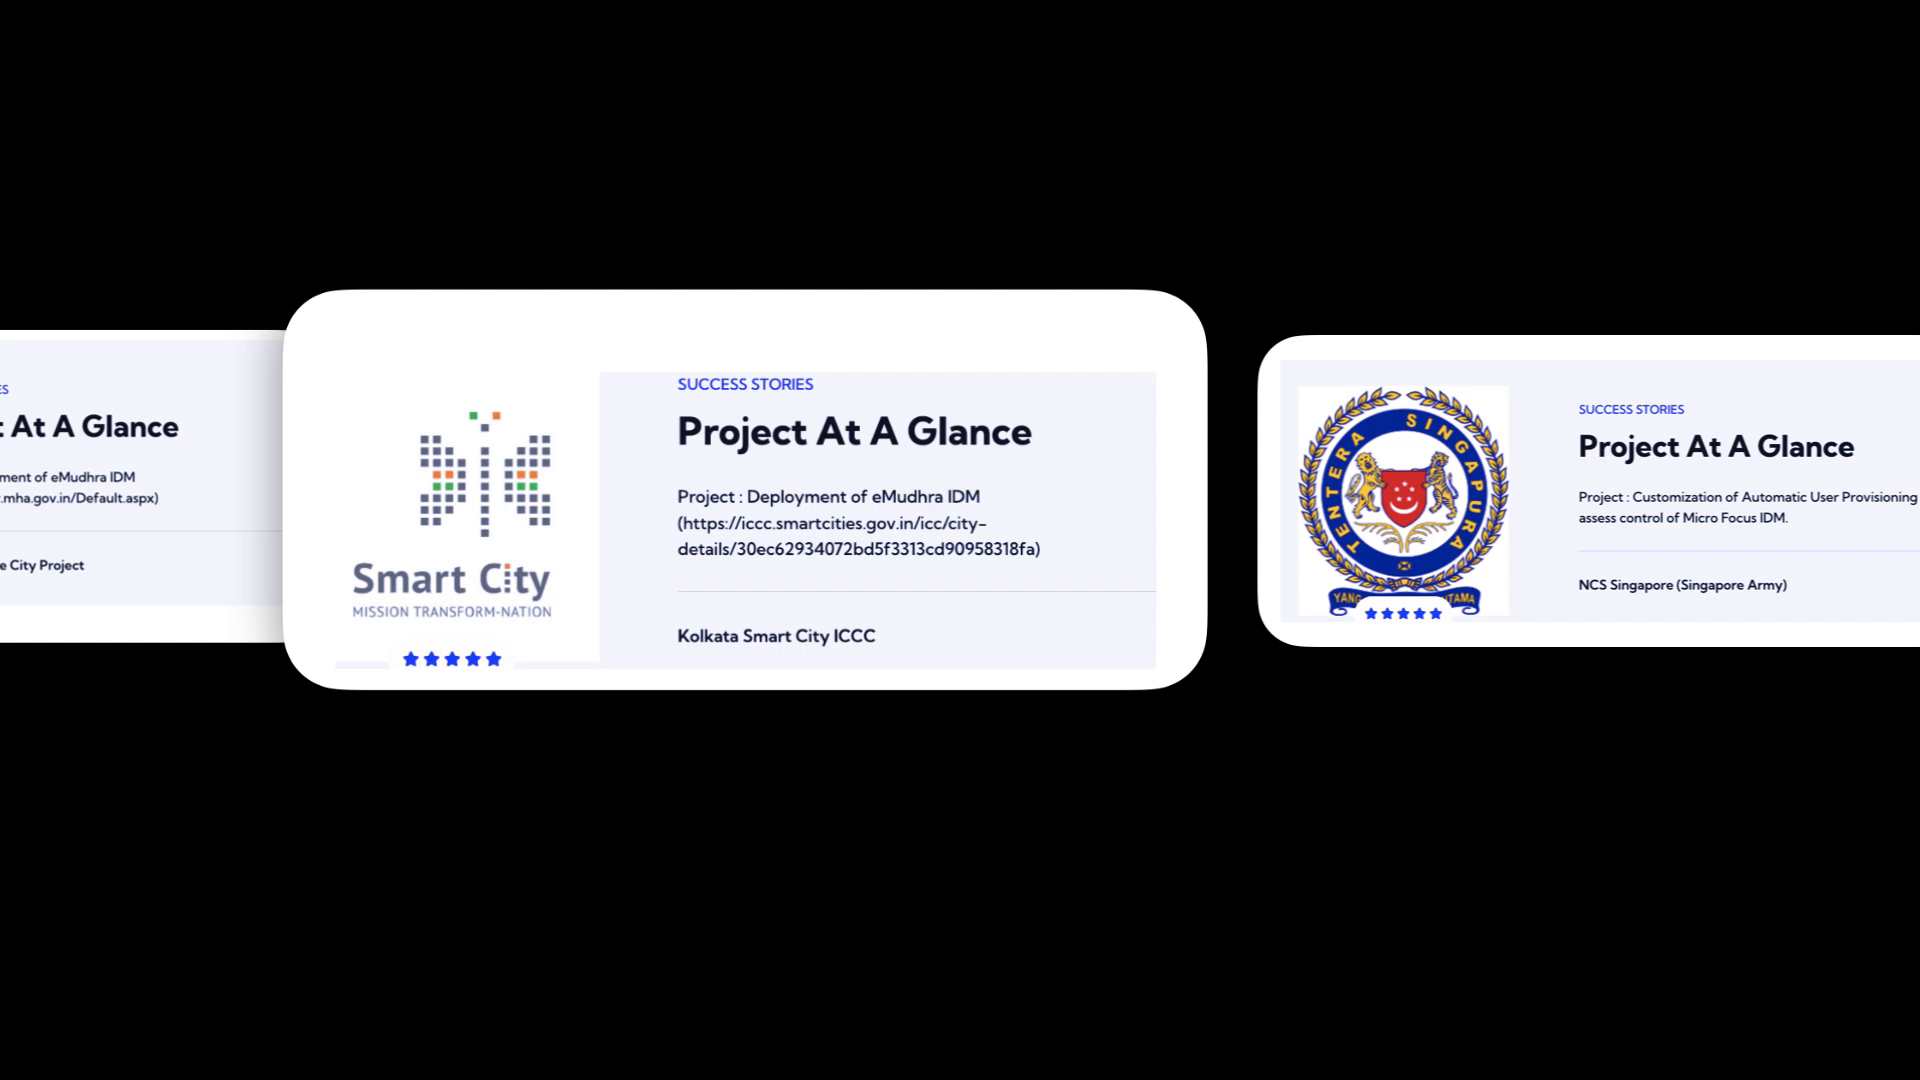 t At A Glance
ment of eMudhra IDM
.mha.gov.in/Default.aspx)
e City Project
Smart City
MISSION TRANSFORM-NATION
SUCCESS STORIES
Project At A Glance
Project : Deployment of eMudhra IDM
(https://iccc.smartcities.gov.in/icc/city-
details/30ec62934072bd5f3313cd90958318fa)
Kolkata Smart City ICCC
TENTERA SINGAPURA
YANG
TAMA
SUCCESS STORIES
Project At A Glance
Project : Customization of Automatic User Provisioning
assess control of Micro Focus IDM.
NCS Singapore (Singapore Army)